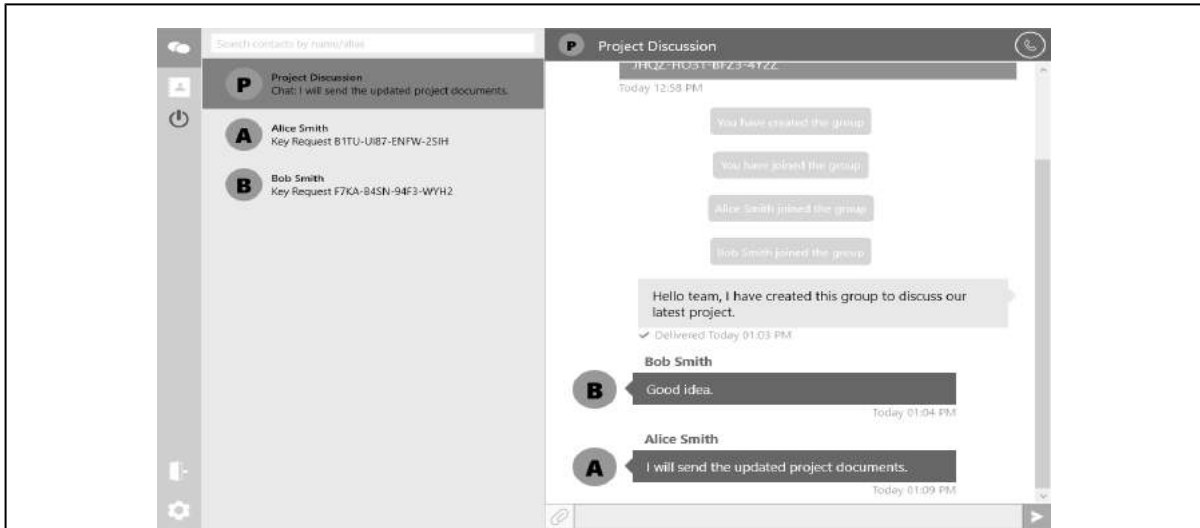 Search contacts by name/alias
Project Discussion
Chat: I will send the updated project documents.
Alice Smith
Key Request B1TU-UI87-ENFW-2SIH
Bob Smith
Key Request F7KA-B4SN-94F3-WYH2
P Project Discussion
Today 12:58 PM
You have created the group
You have joined the group
Alice Smith joined the group
Bob Smith joined the group
Hello team, I have created this group to discuss our
latest project.
Delivered Today 01:03 PM
Bob Smith
B Good idea.
Today 01:04 PM
Alice Smith
A I will send the updated project documents.
Today 01:09 PM